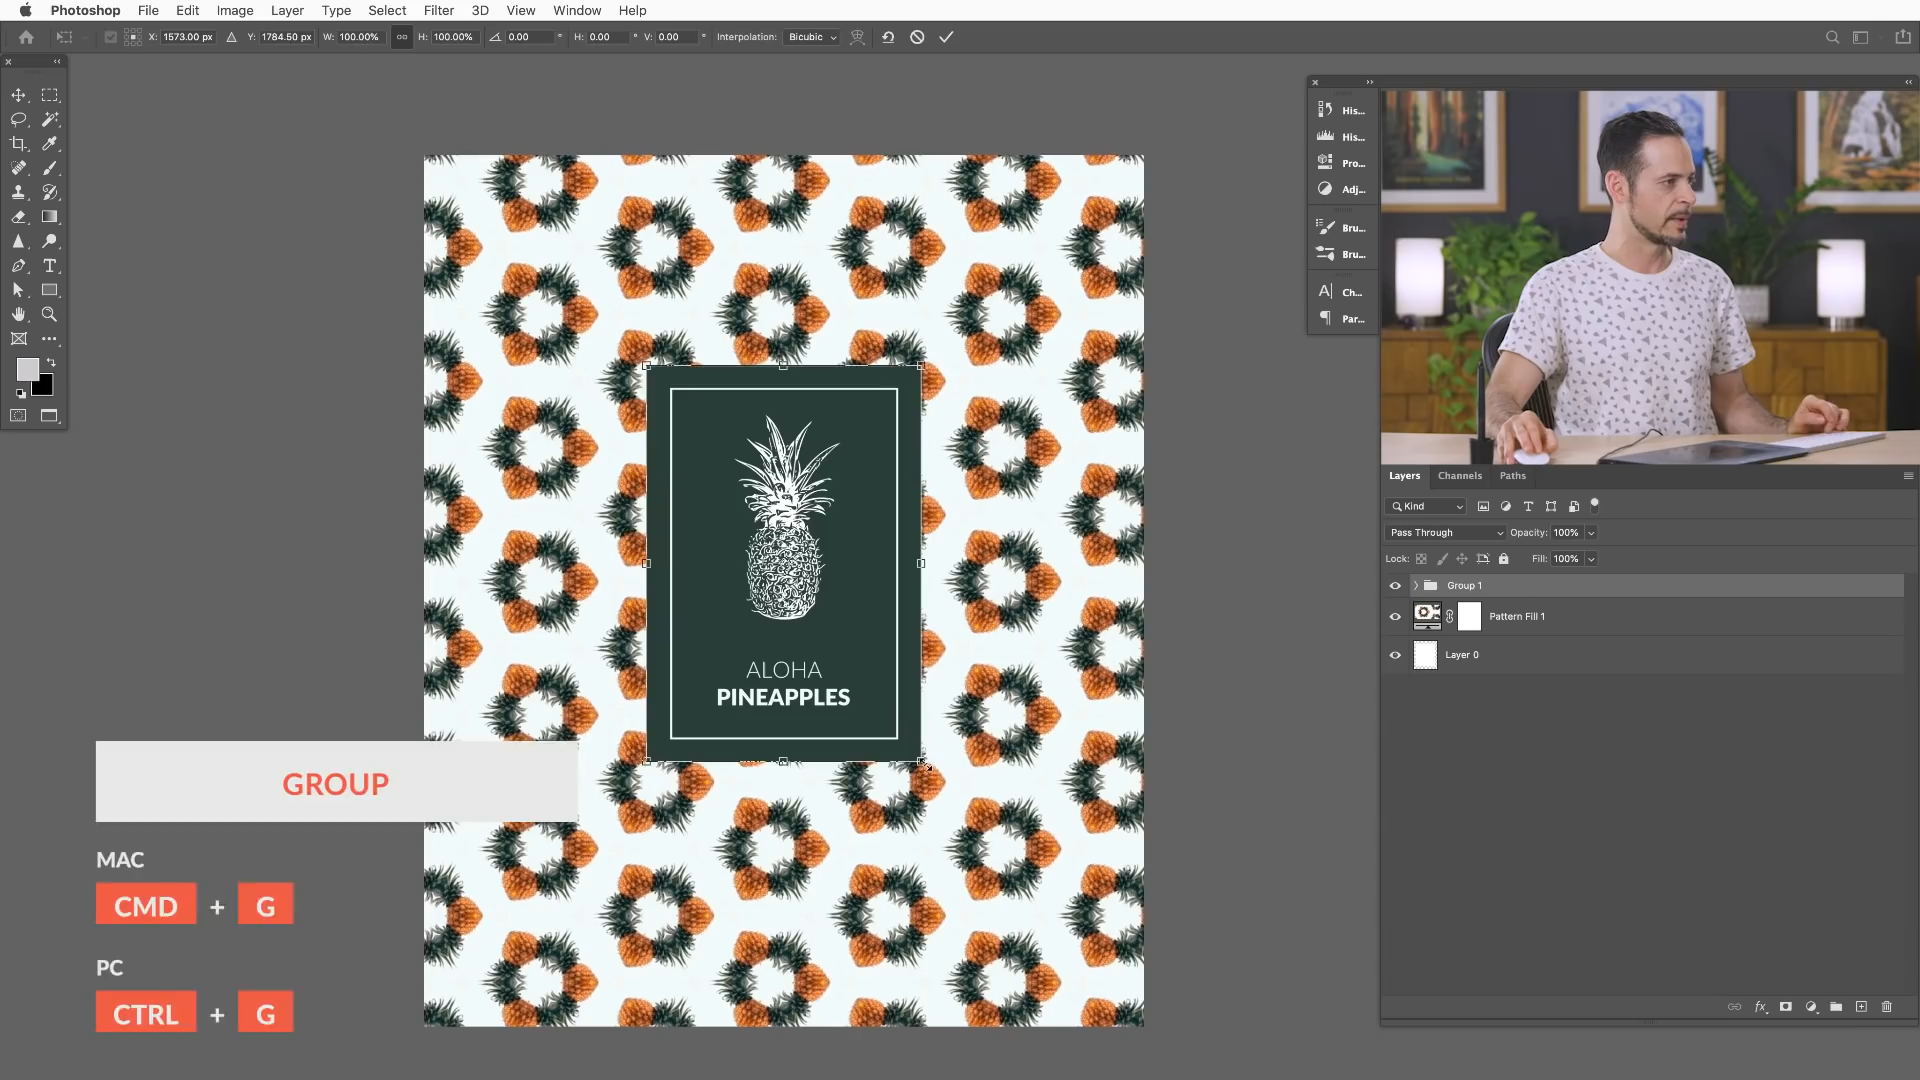 Photoshop File Edit Image Layer Type Select Filter 3D View Window Help
X: 1573.00 px Y: 1784.50 px W: 100.00% H: 100.00% 0.00 ° H: 0.00 ° V: 0.00 ° Interpolation: Bicubic
His...
His...
Pro...
Adj...
Bru...
Bru...
Ch...
Par...
Layers Channels Paths
Kind
Pass Through Opacity: 100%
Lock: Fill: 100%
Group 1
Pattern Fill 1
Layer 0
ALOHA
PINEAPPLES
GROUP
MAC
CMD + G
PC
CTRL + G